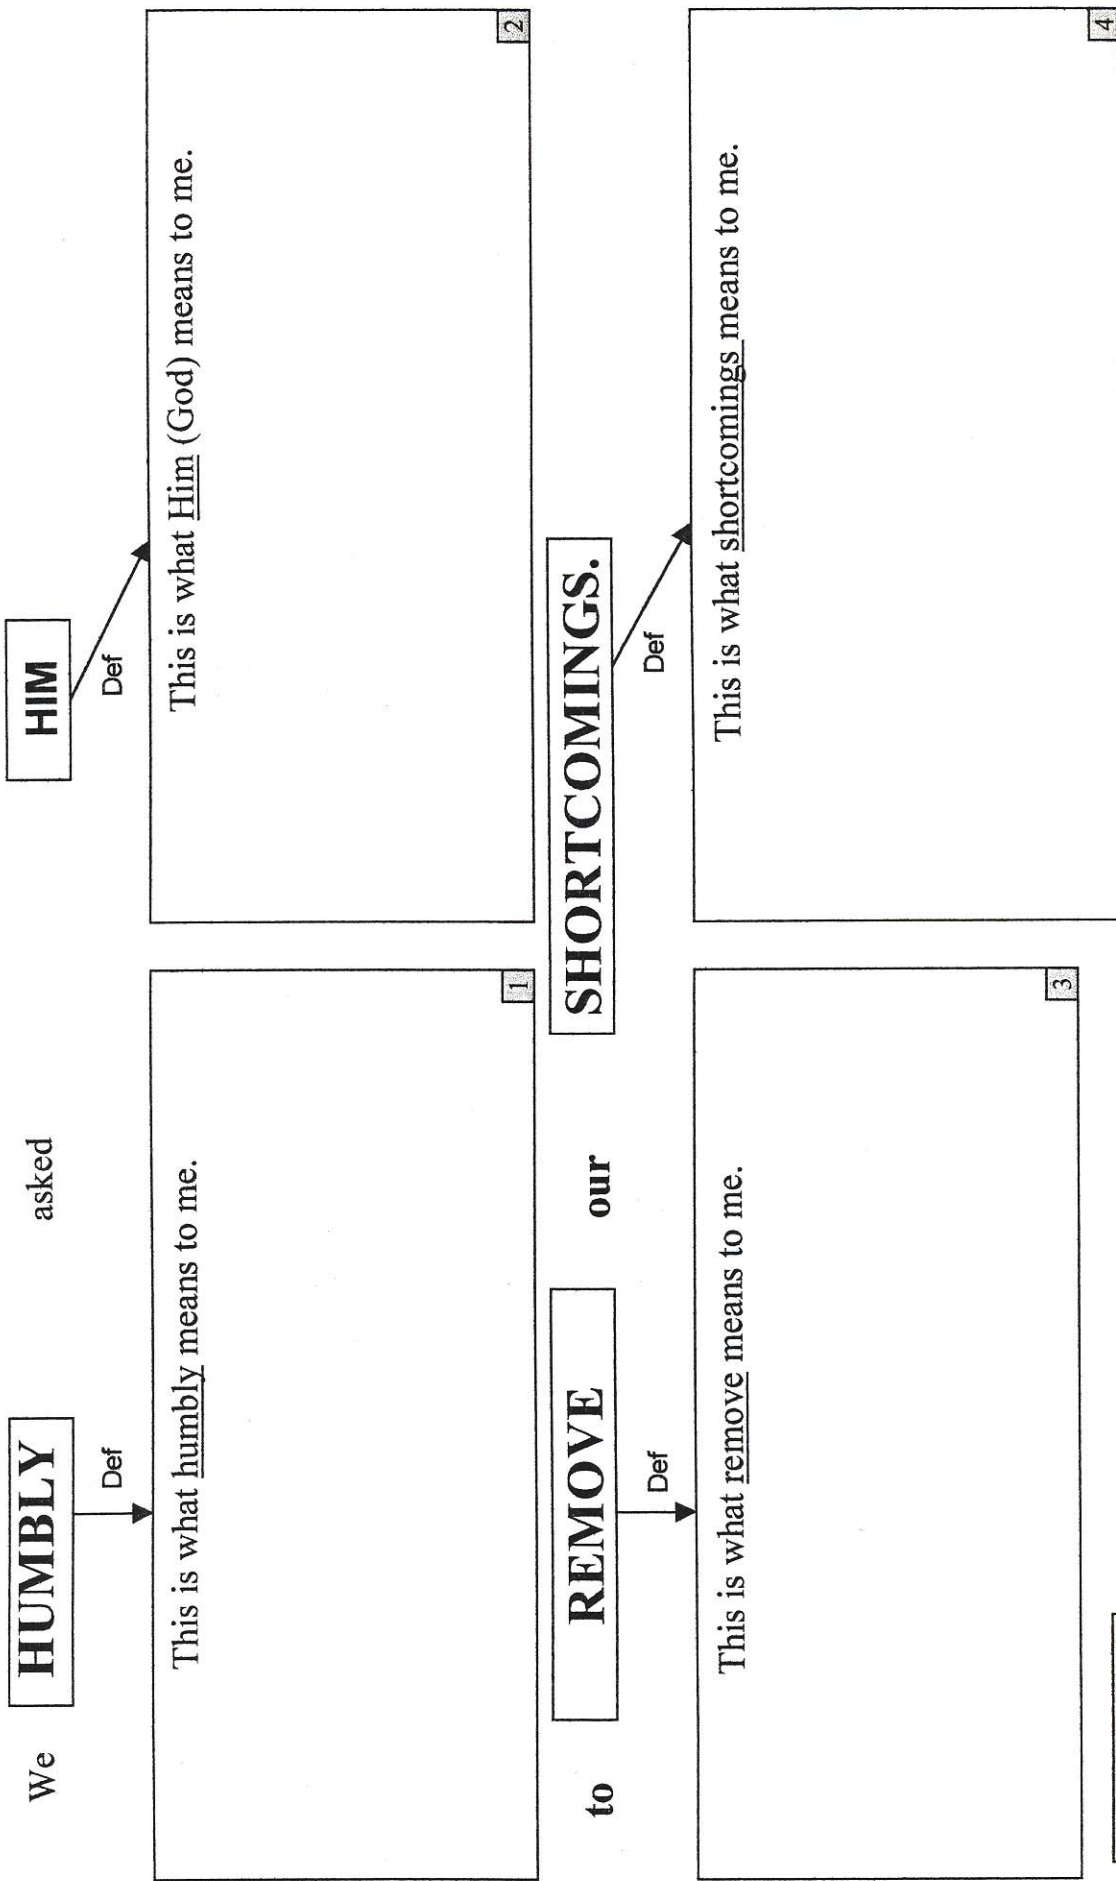 We HUMBLY asked HIM
Def
Def
This is what humbly means to me.
1
This is what Him (God) means to me.
2
to REMOVE our SHORTCOMINGS.
Def
Def
This is what remove means to me.
3
This is what shortcomings means to me.
4